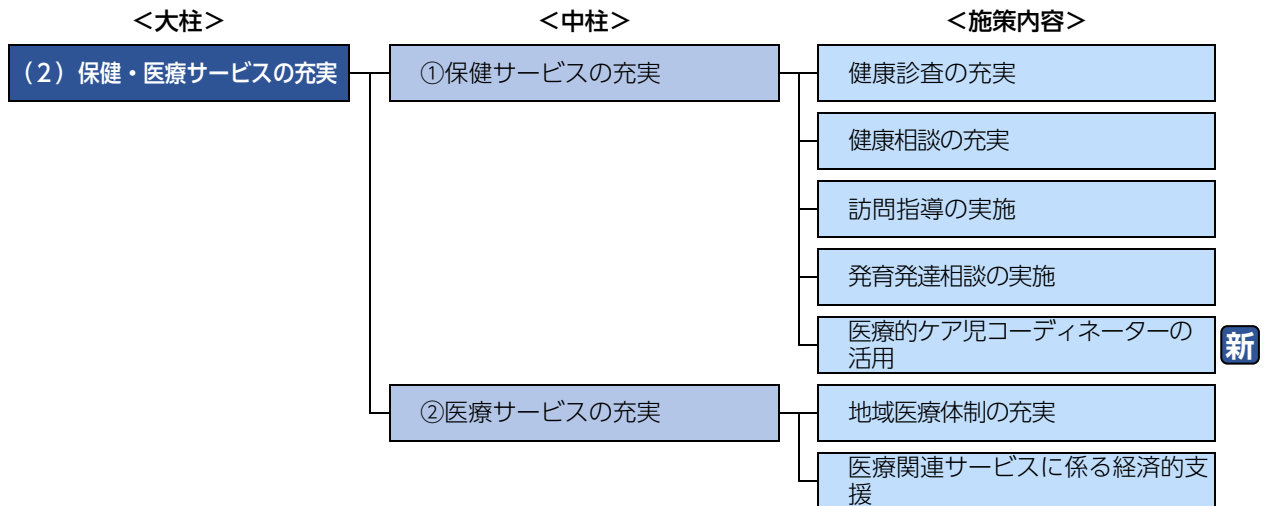 <大柱>
<中柱>
<施策内容>
(2)保健・医療サービスの充実
①保健サービスの充実
健康診査の充実
健康相談の充実
訪問指導の実施
発育発達相談の実施
医療的ケア児コーディネーターの
活用
新
②医療サービスの充実
地域医療体制の充実
医療関連サービスに係る経済的支
援